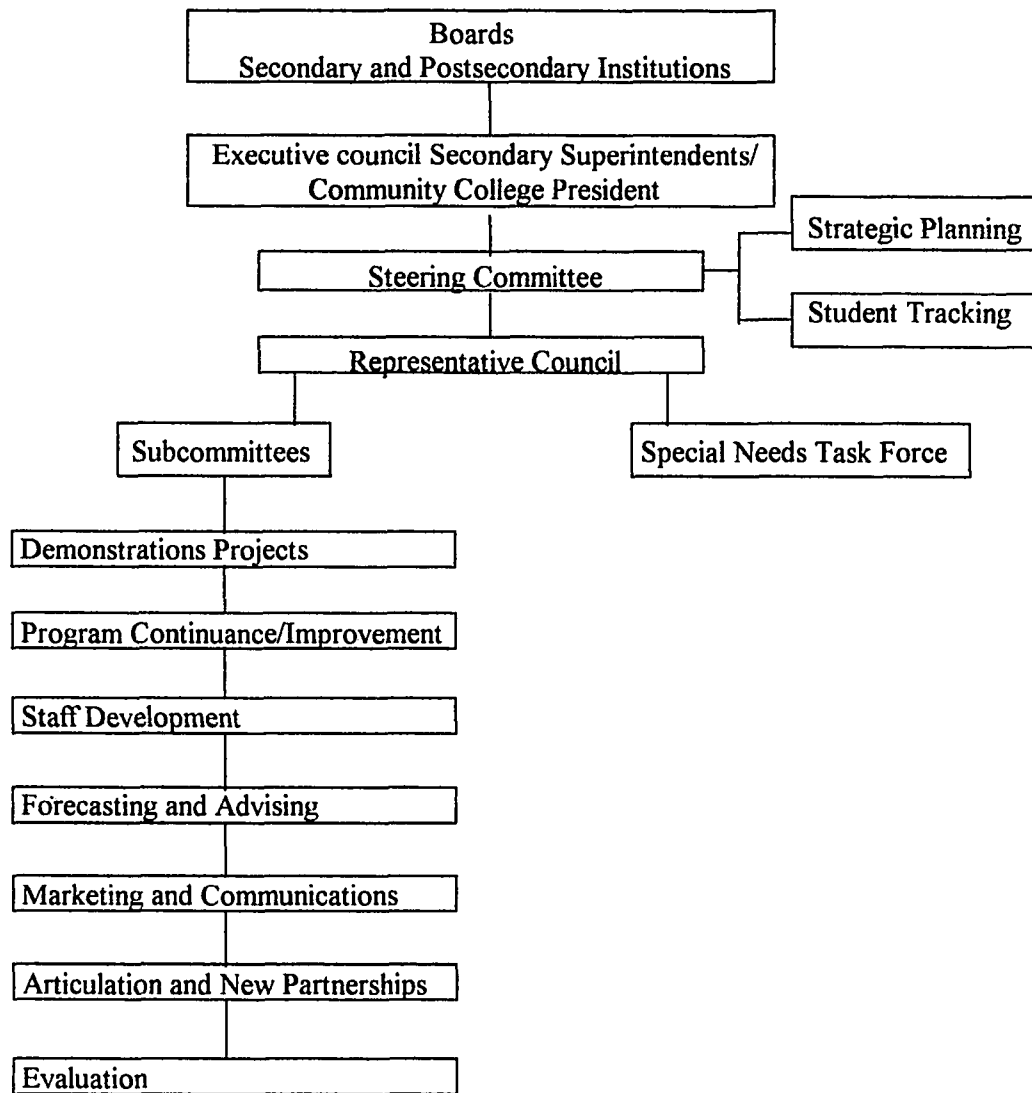 Boards
Secondary and Postsecondary Institutions
Executive council Secondary Superintendents/
Community College President
Strategic Planning
Steering Committee
Student Tracking
Representative Council
Subcommittees
Special Needs Task Force
Demonstrations Projects
Program Continuance/Improvement
Staff Development
Forecasting and Advising
Marketing and Communications
Articulation and New Partnerships
Evaluation